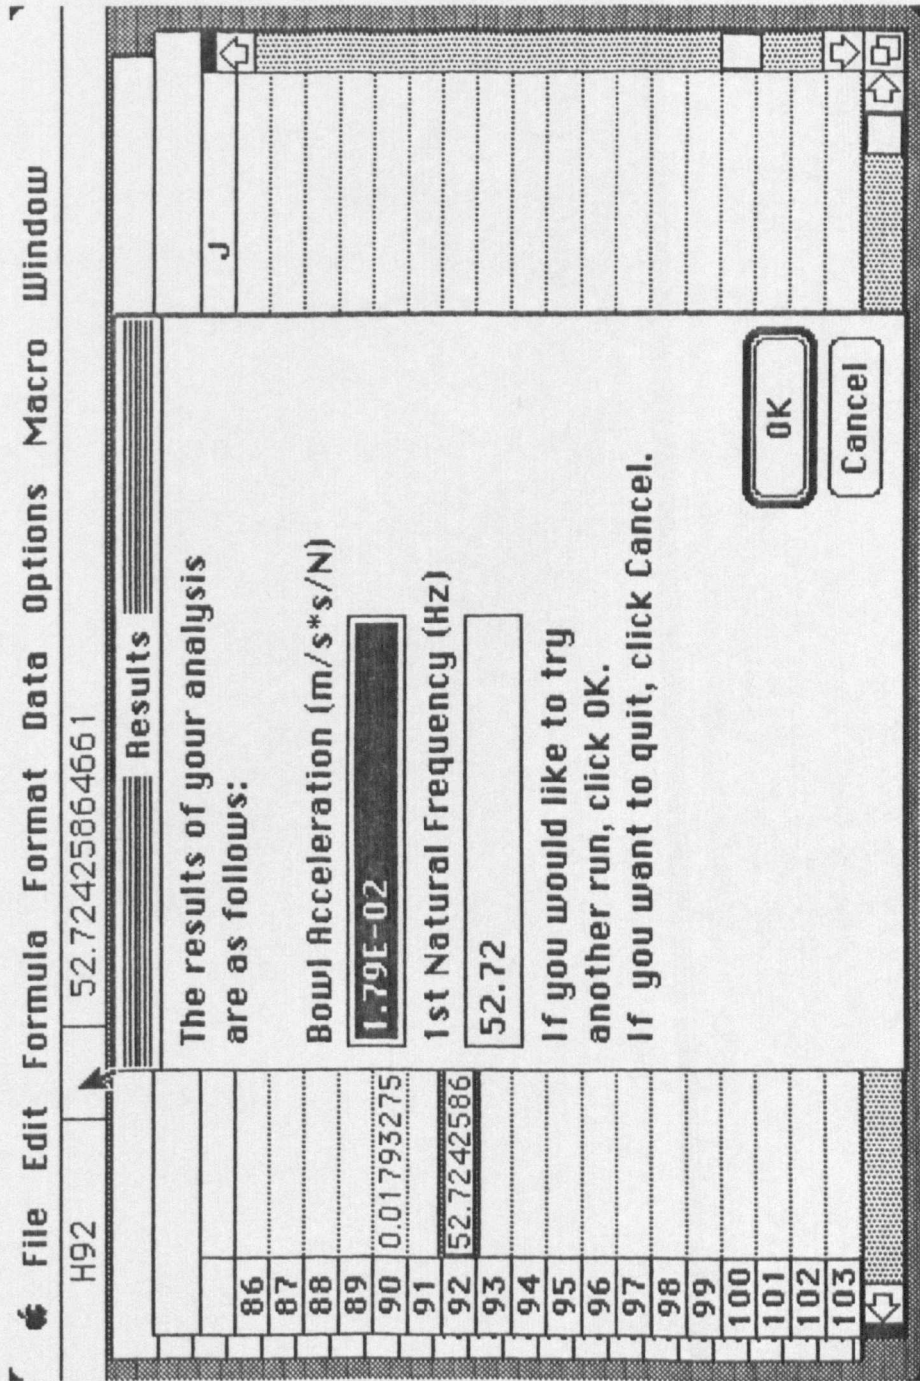 File Edit Formula Format Data Options Macro Window
H92 52.7242586466​1
Results
J
86
87
88
89
90 0.01793275
91
92 52.7242586
93
94
95
96
97
98
99
100
101
102
103
The results of your analysis
are as follows:
Bowl Acceleration (m/s*s/N)
1.79E-02
1st Natural Frequency (Hz)
52.72
If you would like to try
another run, click OK.
If you want to quit, click Cancel.
OK
Cancel